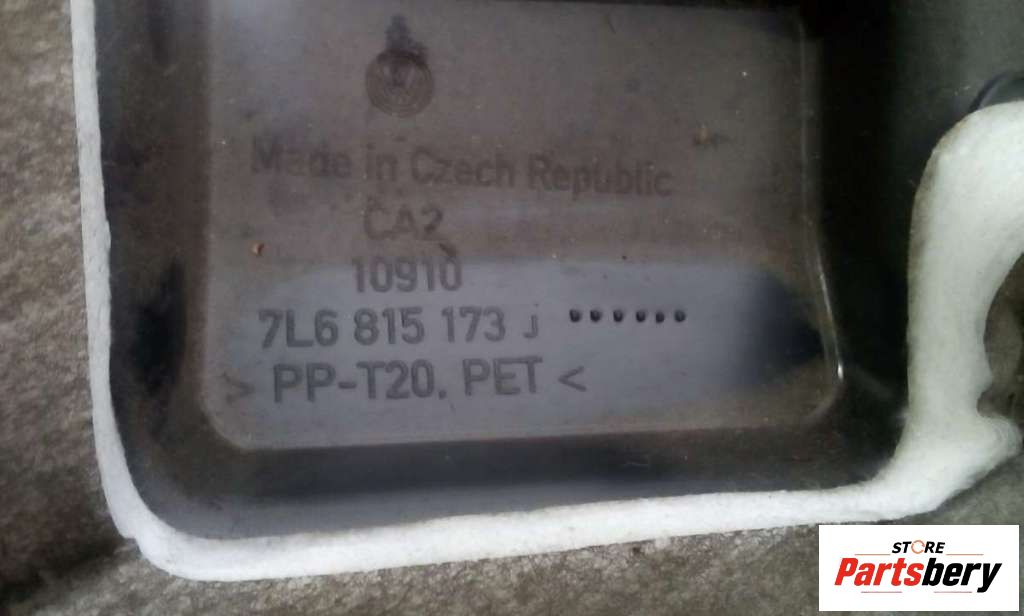 Made in Czech Republic
CA2
10910
7L6 815 173 J ••••••
> PP-T20. PET <
STORE
Partsbery